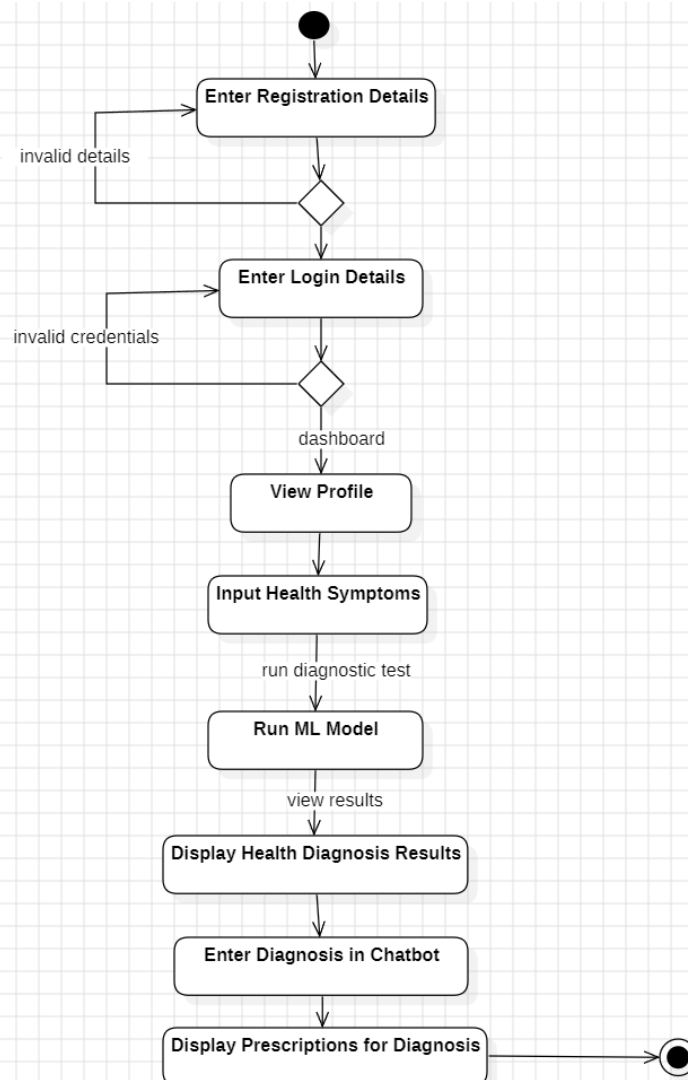 Enter Registration Details
invalid details
Enter Login Details
invalid credentials
dashboard
View Profile
Input Health Symptoms
run diagnostic test
Run ML Model
view results
Display Health Diagnosis Results
Enter Diagnosis in Chatbot
Display Prescriptions for Diagnosis